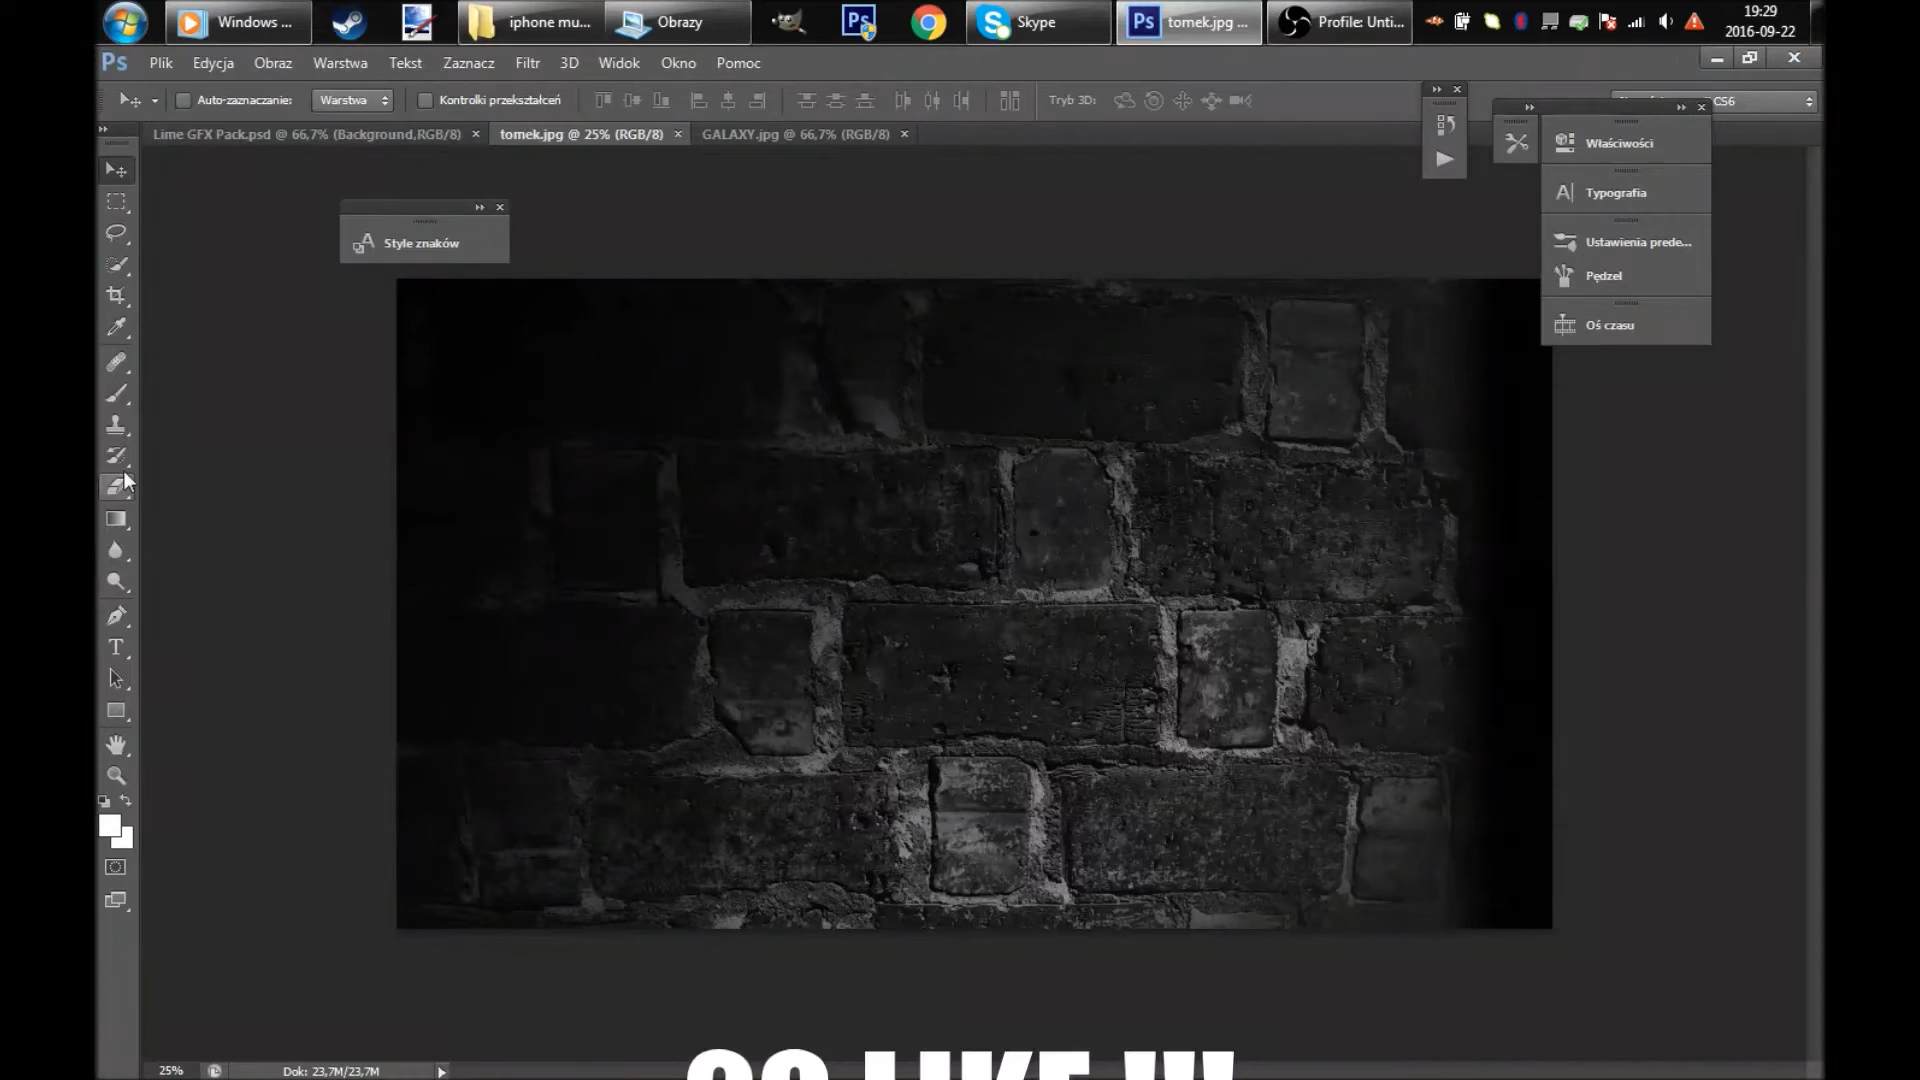 Windows ...
iphone mu...
Obrazy
Ps
Skype
Ps
tomek.jpg ...
Profile: Unti...
19:29
2016-09-22
Ps
Plik
Edycja
Obraz
Warstwa
Tekst
Zaznacz
Filtr
3D
Widok
Okno
Pomoc
Auto-zaznaczanie:
Warstwa
Kontrolki przekształceń
Tryb 3D:
CS6
Lime GFX Pack.psd @ 66,7% (Background,RGB/8)
tomek.jpg @ 25% (RGB/8)
GALAXY.jpg @ 66,7% (RGB/8)
Właściwości
Typografia
Ustawienia prede...
Pędzel
Oś czasu
Style znaków
25%
Dok: 23,7M/23,7M
LIKE !!!